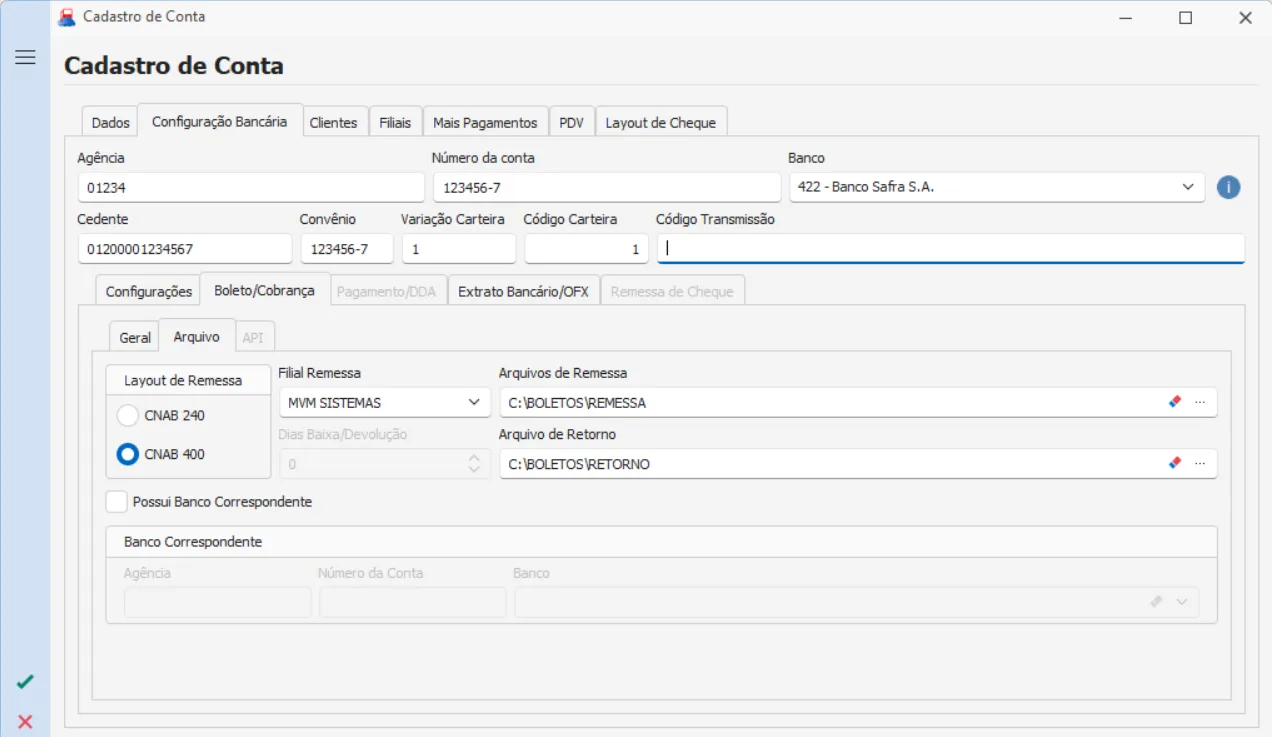 Cadastro de Conta
Cadastro de Conta
Dados Configuração Bancária Clientes Filiais Mais Pagamentos PDV Layout de Cheque
Agência Número da conta Banco
01234 123456-7 422 - Banco Safra S.A.
Cedente Convênio Variação Carteira Código Carteira Código Transmissão
01200001234567 123456-7 1 1
Configurações Boleto/Cobrança Pagamento/DDA Extrato Bancário/OFX Remessa de Cheque
Geral Arquivo API
Layout de Remessa Filial Remessa Arquivos de Remessa
CNAB 240 MVM SISTEMAS C:\BOLETOS\REMESSA ...
Dias Baixa/Devolução Arquivo de Retorno
CNAB 400 0 C:\BOLETOS\RETORNO ...
Possui Banco Correspondente
Banco Correspondente
Agência Número da Conta Banco